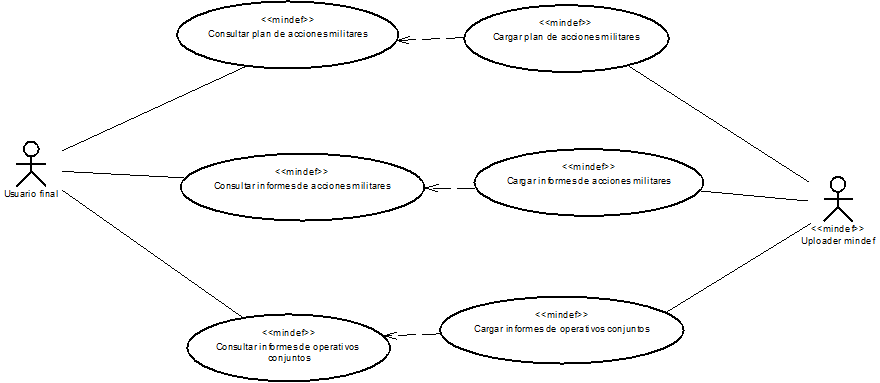 <<mindef>>
Consultar plan de acciones militares
<<mindef>>
Cargar plan de acciones militares
Usuario final
<<mindef>>
Consultar informes de acciones militares
<<mindef>>
Cargar informes de acciones militares
<<mindef>>
Uploader mindef
<<mindef>>
Consultar informes de operativos
conjuntos
<<mindef>>
Cargar informes de operativos conjuntos